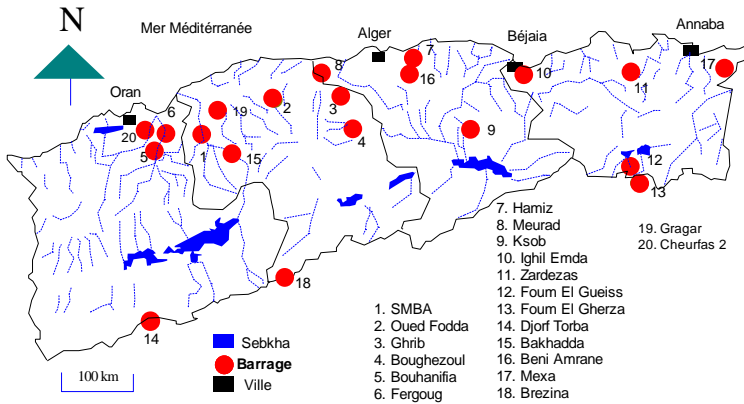 N
Mer Méditérranée
Alger
Béjaia
Annaba
Oran
8
7
16
10
11
17
2
3
19
6
20
1
4
9
5
15
12
13
18
14
7. Hamiz
8. Meurad
9. Ksob
10. Ighil Emda
11. Zardezas
12. Foum El Gueiss
13. Foum El Gherza
14. Djorf Torba
15. Bakhadda
16. Beni Amrane
17. Mexa
18. Brezina
19. Gragar
20. Cheurfas 2
1. SMBA
2. Oued Fodda
3. Ghrib
4. Boughezoul
5. Bouhanifia
6. Fergoug
Sebkha
Barrage
Ville
100 km